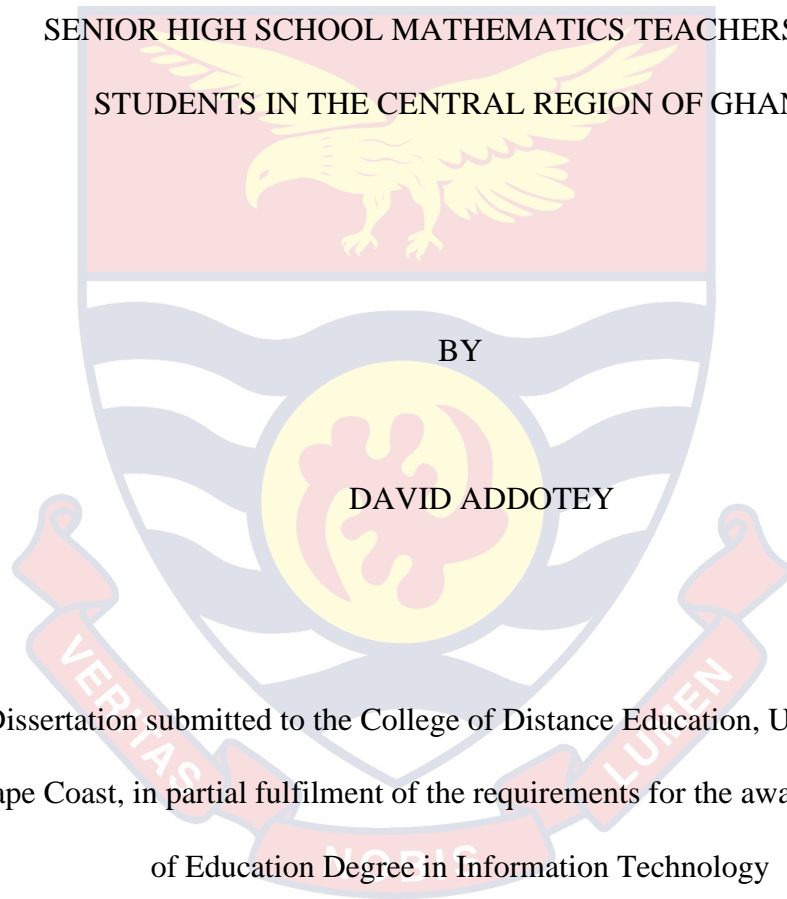 SENIOR HIGH SCHOOL MATHEMATICS TEACHERS
STUDENTS IN THE CENTRAL REGION OF GHAN
BY
DAVID ADDOTEY
Dissertation submitted to the College of Distance Education, U
ape Coast, in partial fulfilment of the requirements for the awa
of Education Degree in Information Technology
VERITAS
NOBIS
LUMEN